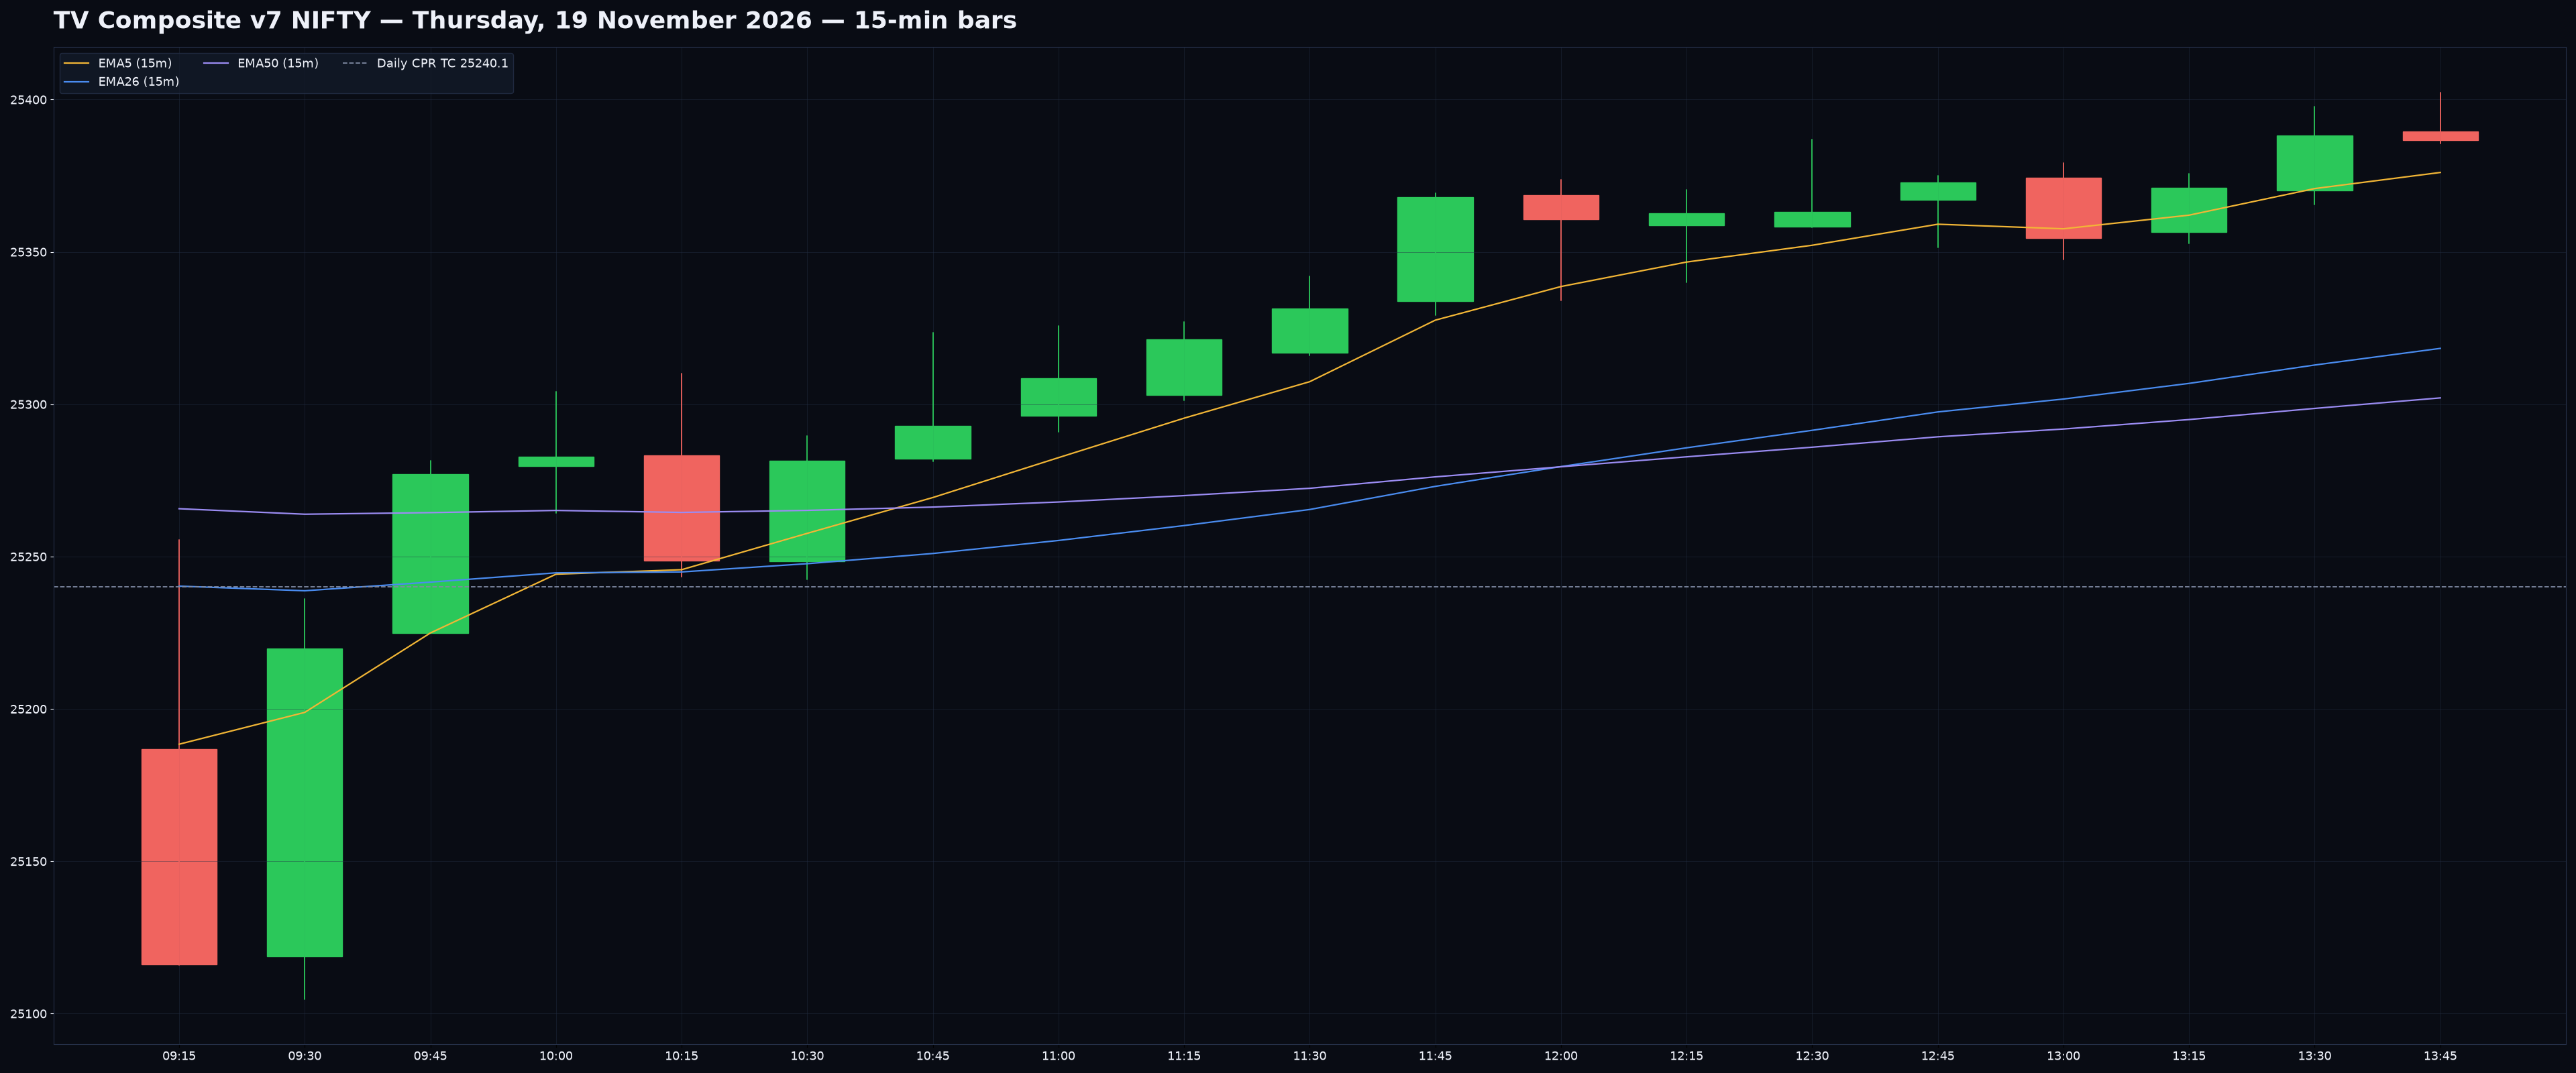 TV Composite v7 NIFTY — Thursday, 19 November 2026 — 15-min bars
EMA5 (15m) EMA50 (15m) Daily CPR TC 25240.1
EMA26 (15m)
25400
25350
25300
25250
25200
25150
25100
09:15 09:30 09:45 10:00 10:15 10:30 10:45 11:00 11:15 11:30 11:45 12:00 12:15 12:30 12:45 13:00 13:15 13:30 13:45